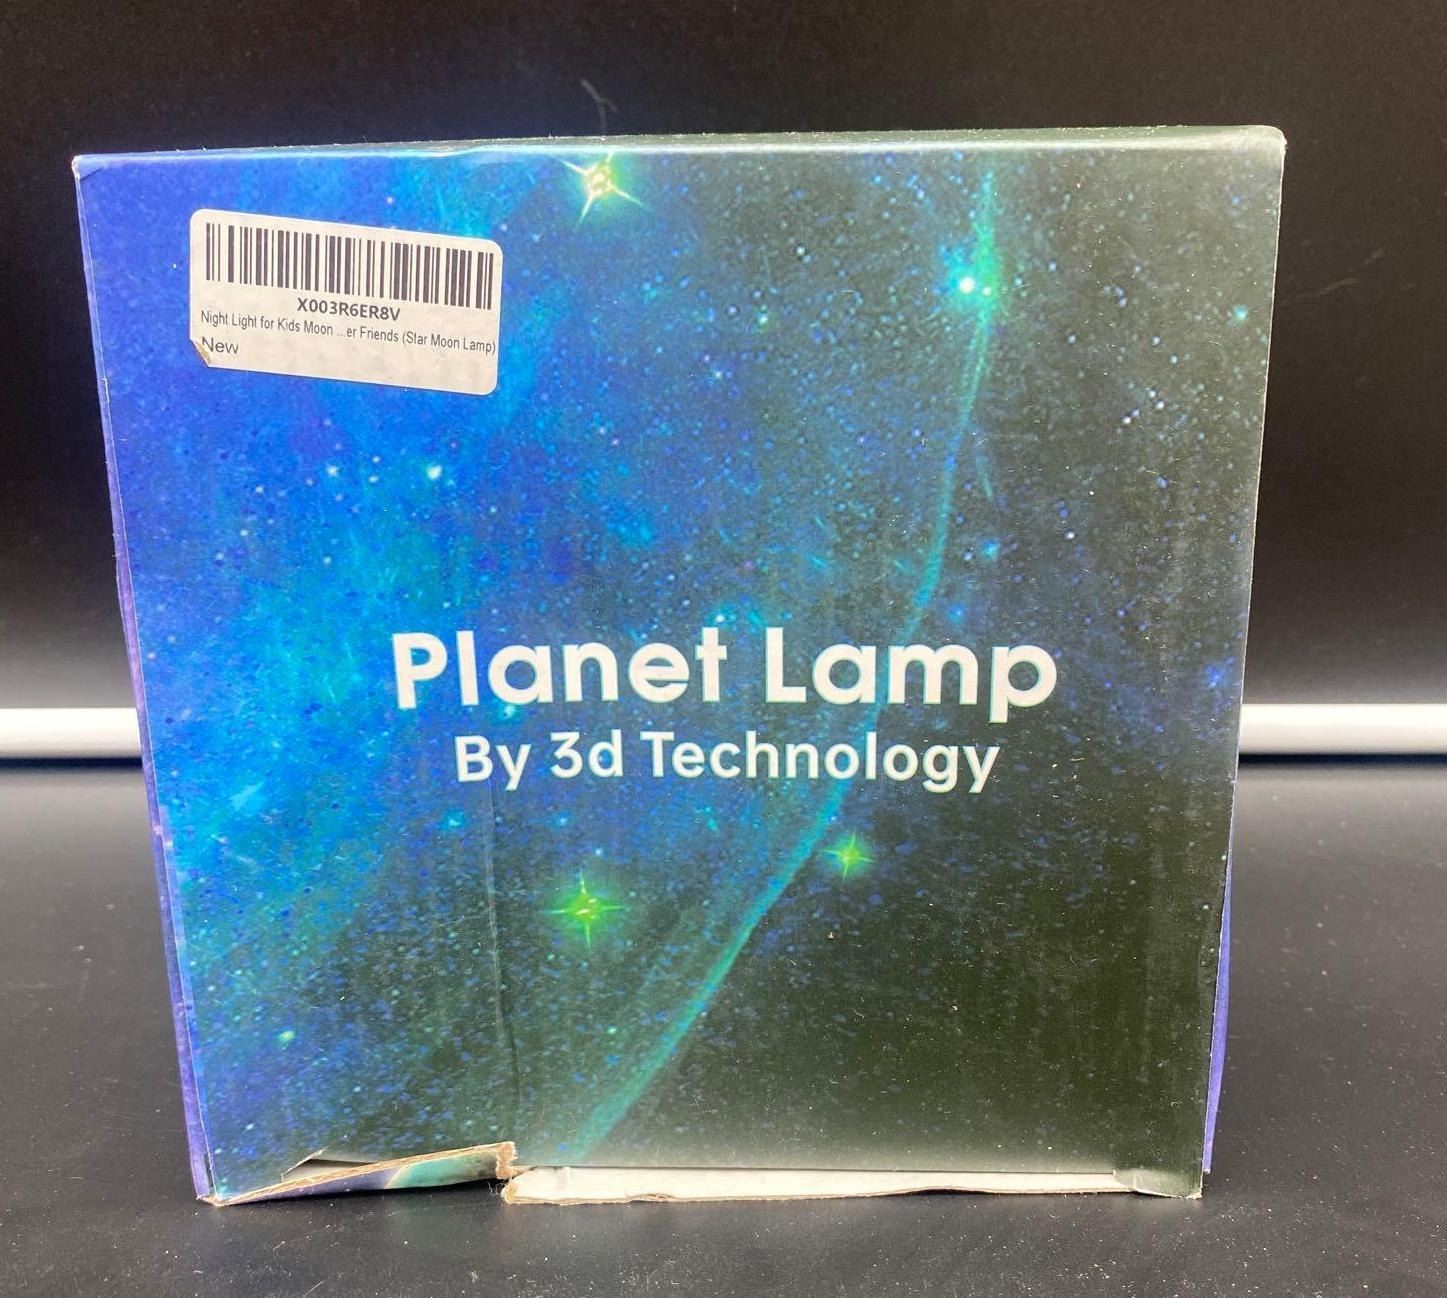 X003R6ER8V
Night Light for Kids Moon ...er Friends (Star Moon Lamp)
New
Planet Lamp
By 3d Technology